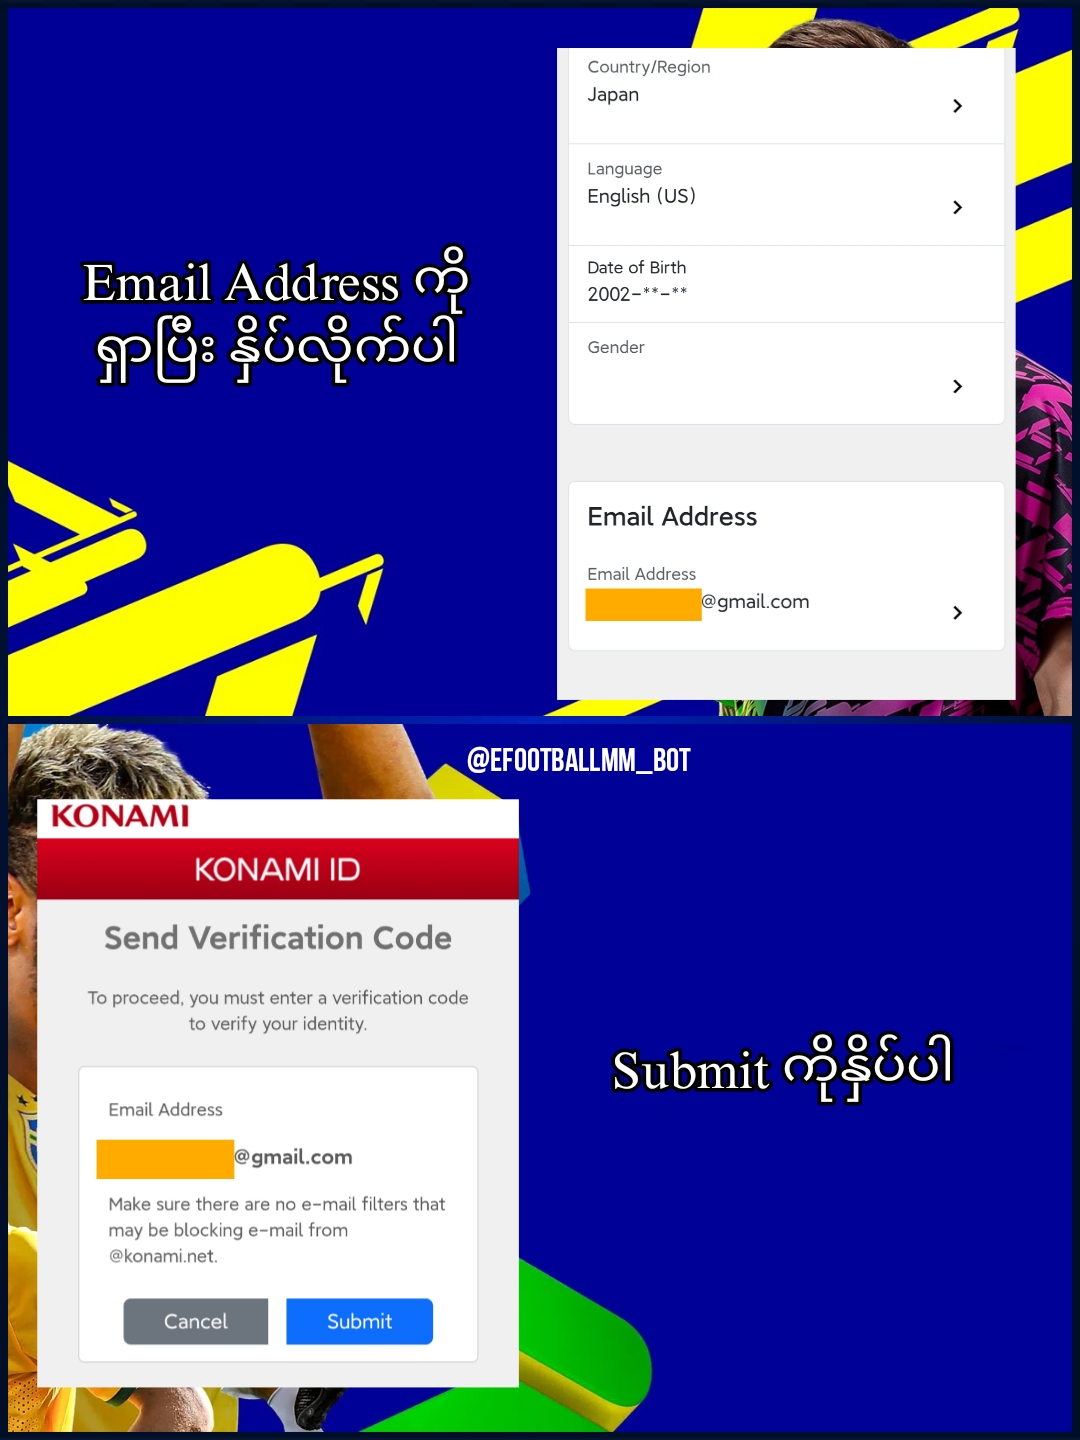 Country/Region
Japan
Language
English (US)
Date of Birth
2002-**-**
Gender
Email Address ကို
ရှာပြီး နှိပ်လိုက်ပါ
Email Address
Email Address
@gmail.com
@EFOOTBALLMM_BOT
KONAMI
KONAMI ID
Send Verification Code
To proceed, you must enter a verification code
to verify your identity.
Email Address
@gmail.com
Make sure there are no e-mail filters that
may be blocking e-mail from
@konami.net.
Cancel
Submit
Submit ကိုနှိပ်ပါ